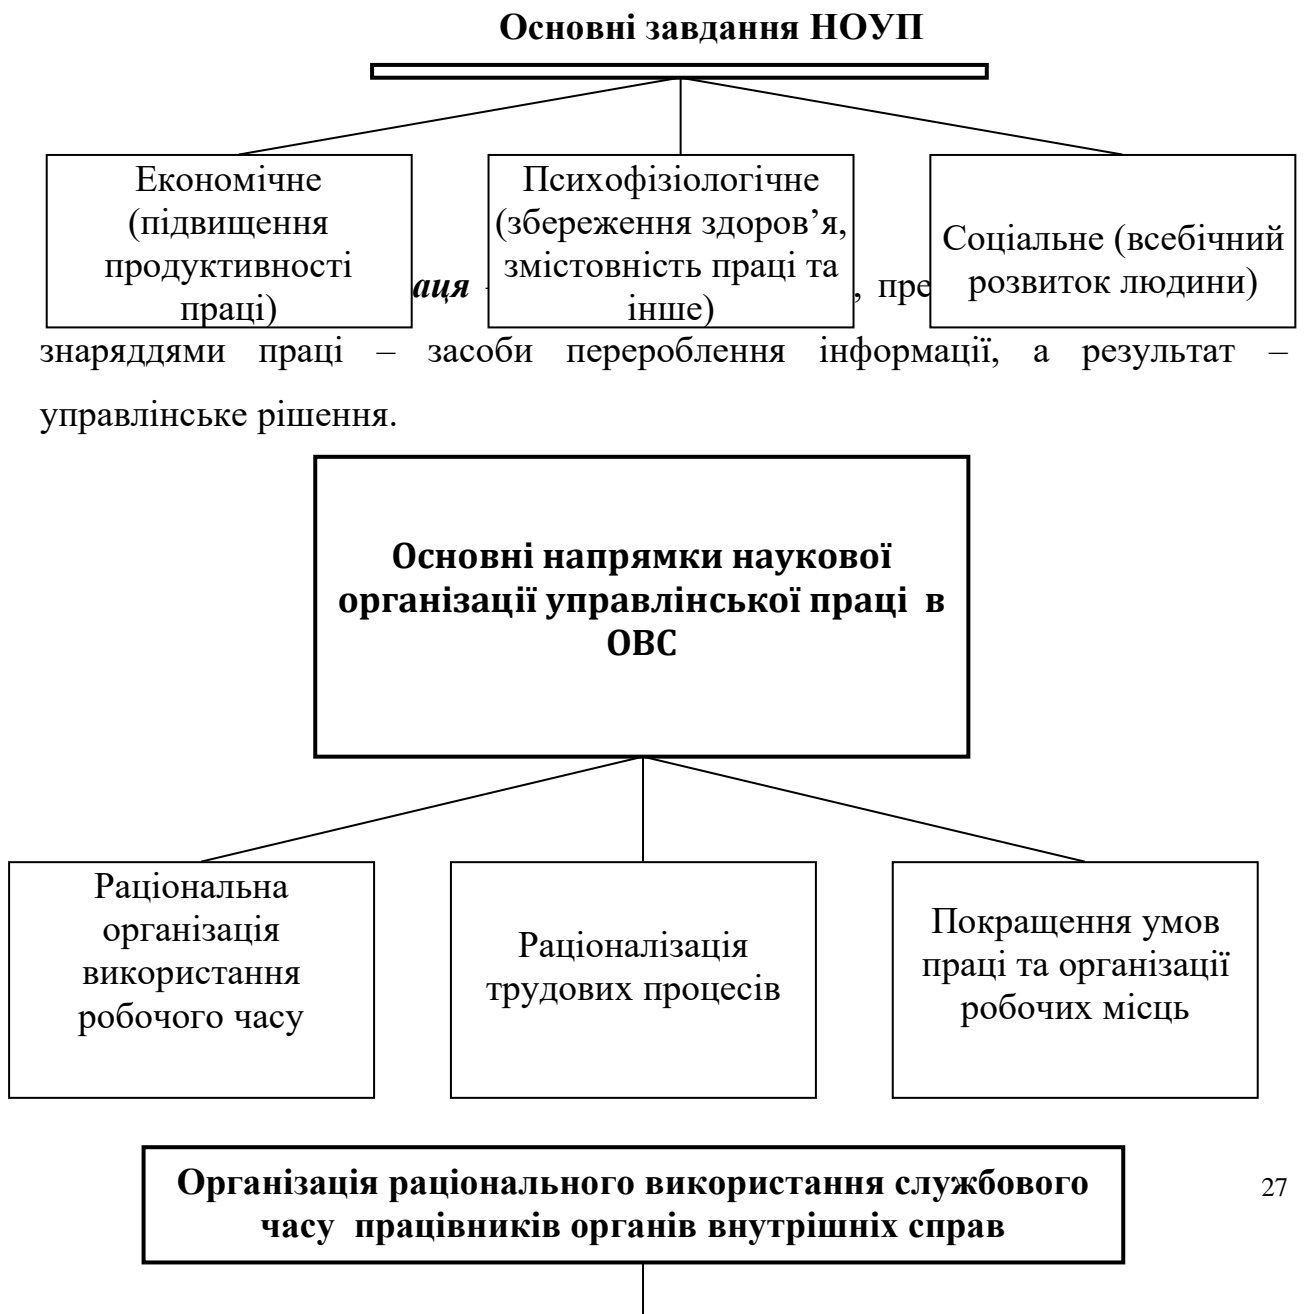 Основні завдання НОУП
Економічне
(підвищення
продуктивності
праці)
Психофізіологічне
(збереження здоров’я,
змістовність праці та
інше)
Соціальне (всебічний
розвиток людини)
аця , пре
знаряддями праці – засоби перероблення інформації, а результат –
управлінське рішення.
Основні напрямки наукової
організації управлінської праці в
ОВС
Раціональна
організація
використання
робочого часу
Раціоналізація
трудових процесів
Покращення умов
праці та організації
робочих місць
Організація раціонального використання службового
часу працівників органів внутрішніх справ
27